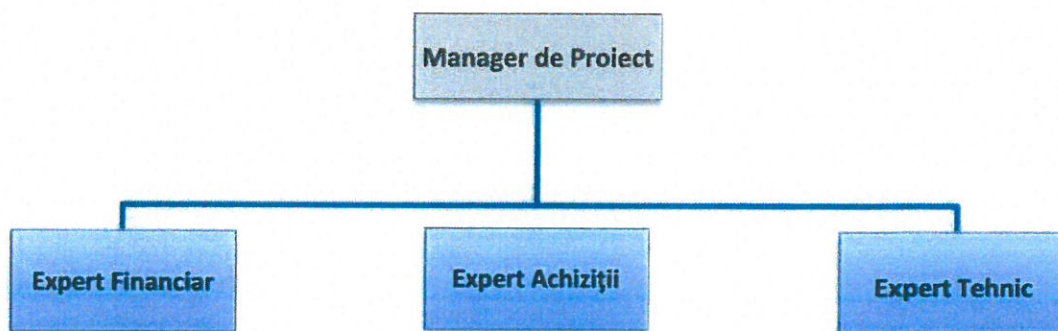 Manager de Proiect
Expert Financiar
Expert Achiziţii
Expert Tehnic